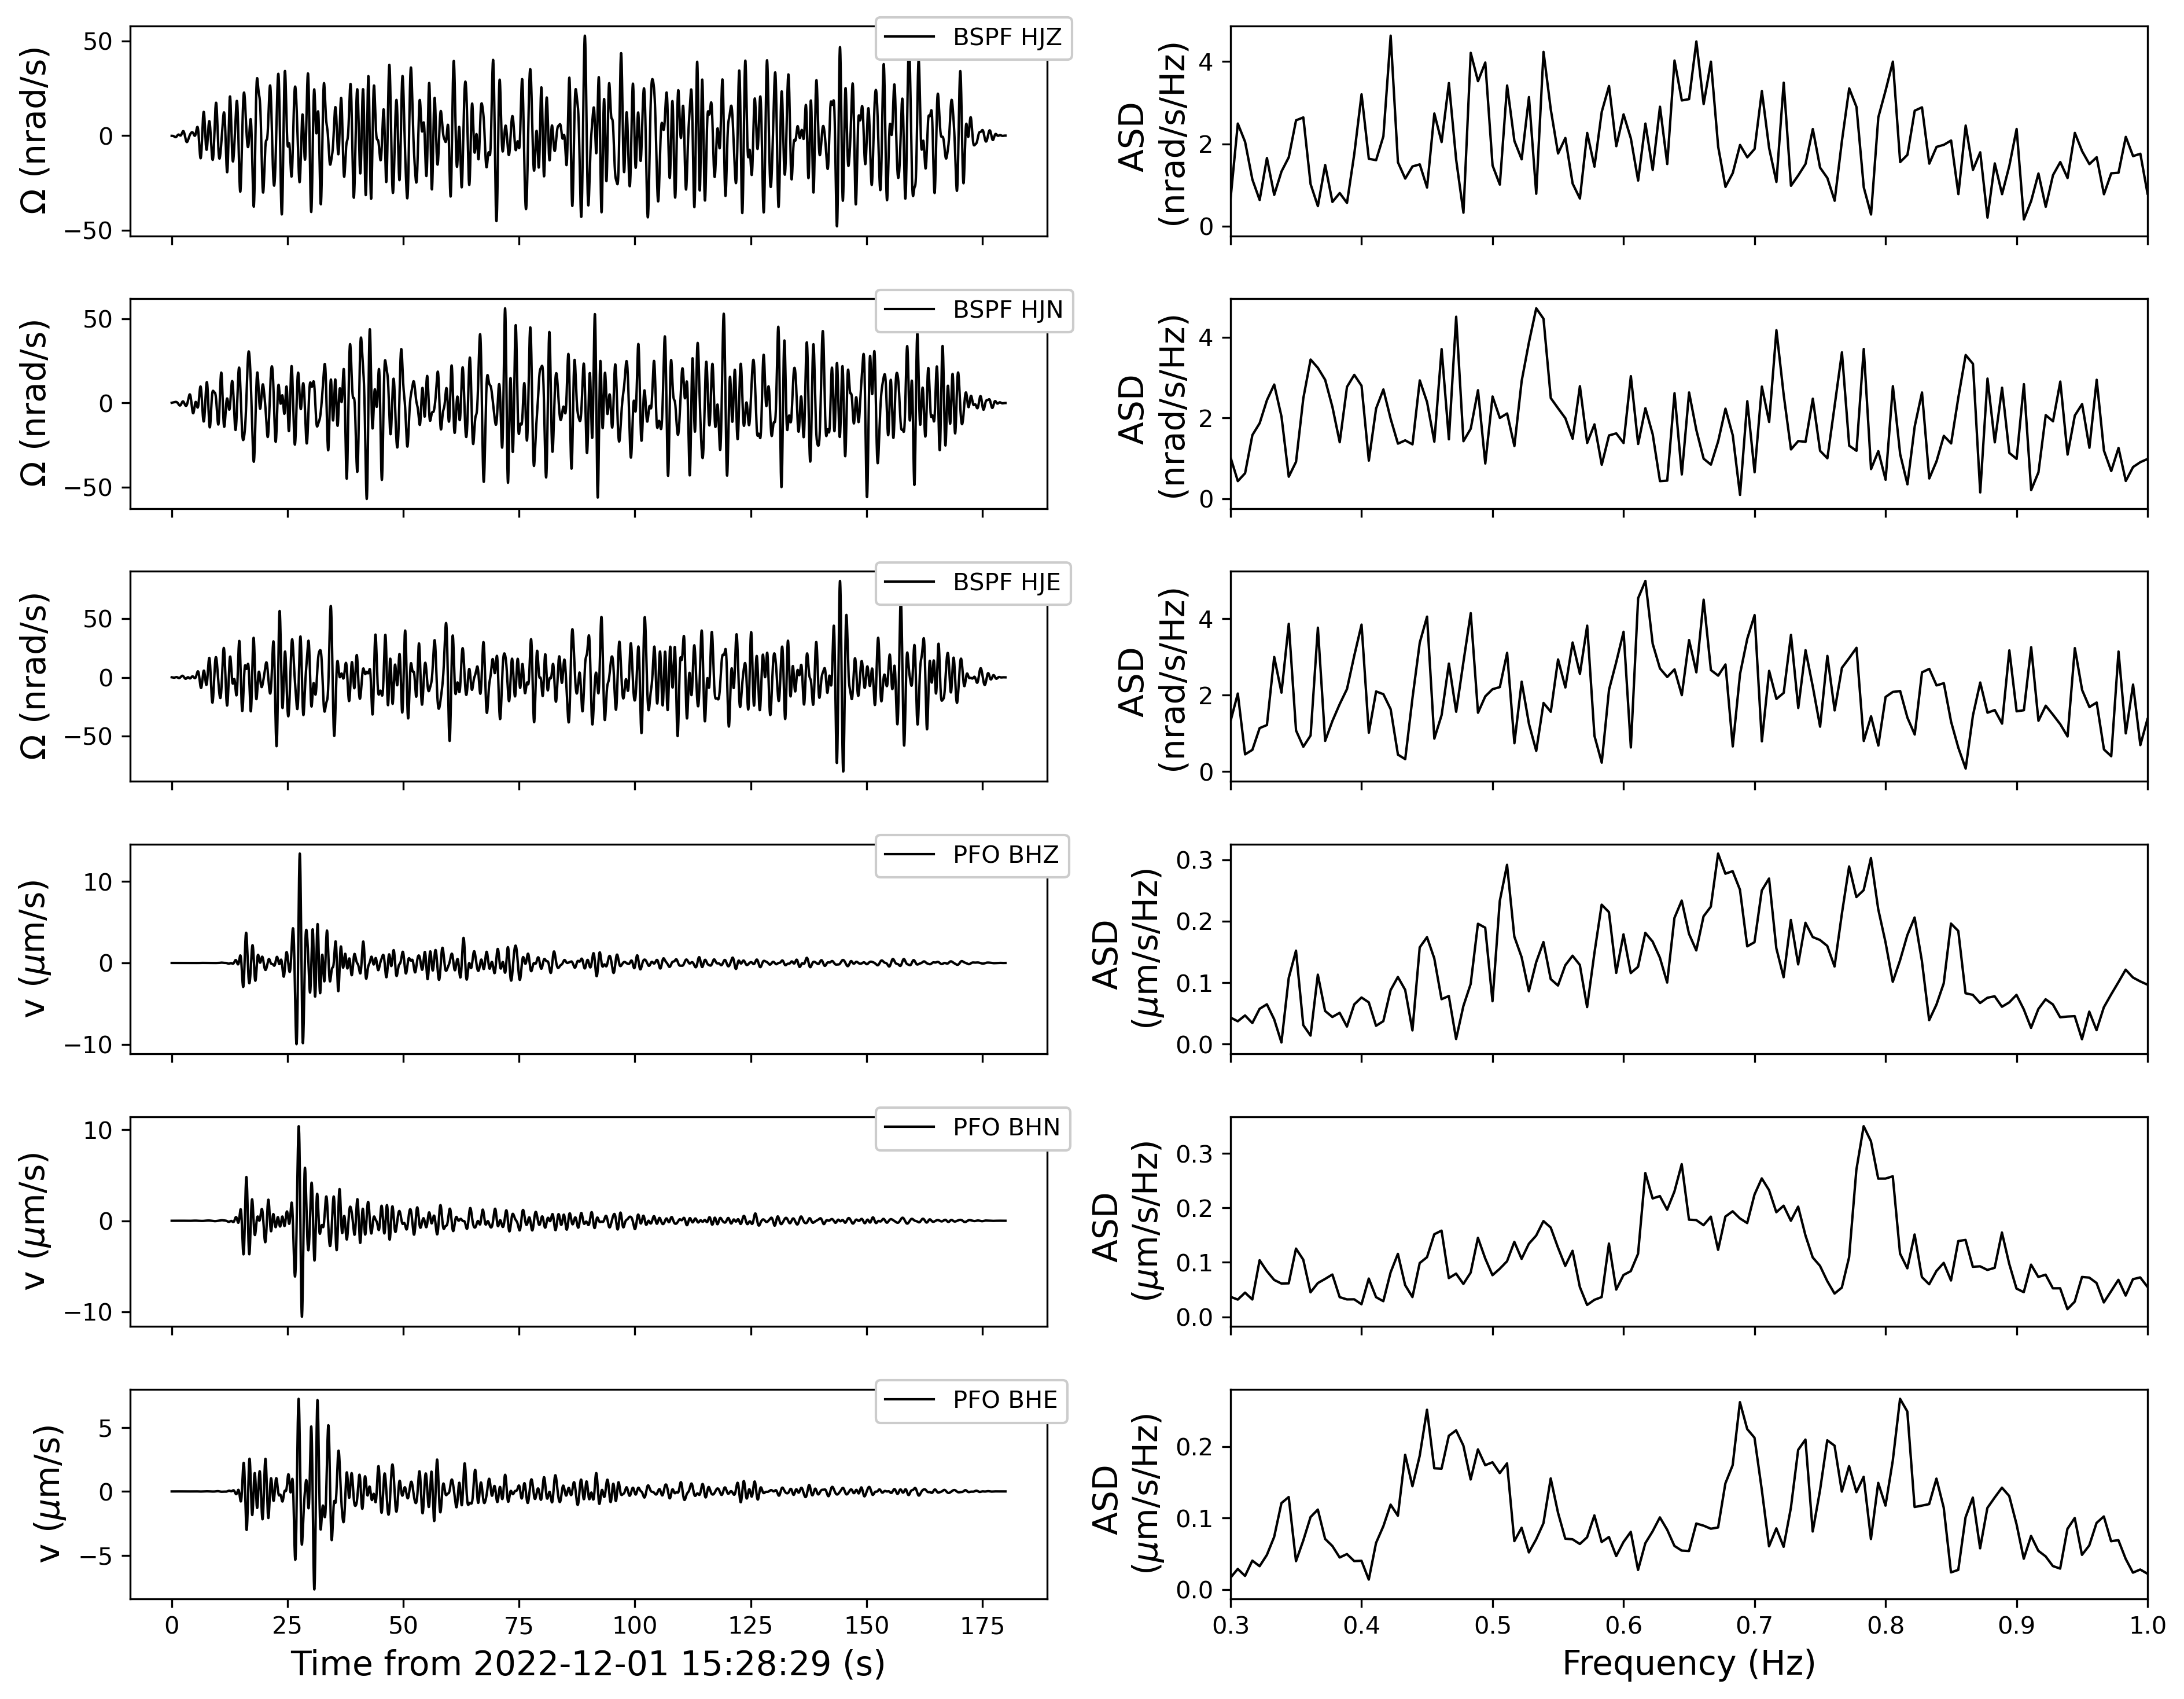 BSPF HJZ
Ω (nrad/s)
50
0
−50
ASD
(nrad/s/Hz)
4
2
0
BSPF HJN
Ω (nrad/s)
50
0
−50
ASD
(nrad/s/Hz)
4
2
0
BSPF HJE
Ω (nrad/s)
50
0
−50
ASD
(nrad/s/Hz)
4
2
0
PFO BHZ
v (μm/s)
10
0
−10
ASD
(μm/s/Hz)
0.3
0.2
0.1
0.0
PFO BHN
v (μm/s)
10
0
−10
ASD
(μm/s/Hz)
0.3
0.2
0.1
0.0
PFO BHE
v (μm/s)
5
0
−5
ASD
(μm/s/Hz)
0.2
0.1
0.0
0 25 50 75 100 125 150 175
Time from 2022-12-01 15:28:29 (s)
0.3 0.4 0.5 0.6 0.7 0.8 0.9 1.0
Frequency (Hz)